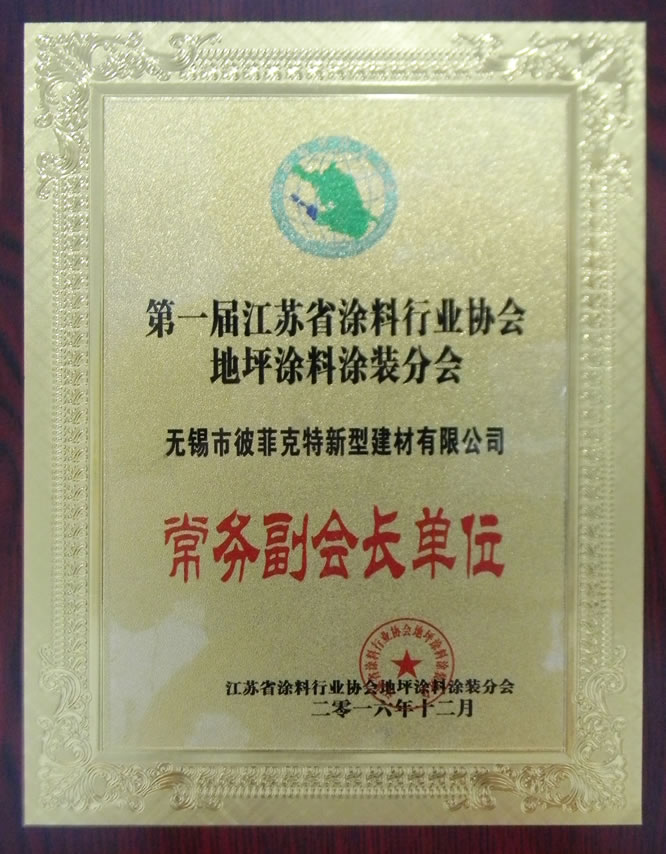 第一届江苏省涂料行业协会
地坪涂料涂装分会
无锡市彼菲克特新型建材有限公司
常务副会长单位
江苏省涂料行业协会地坪涂料涂装分会
二零一六年十二月